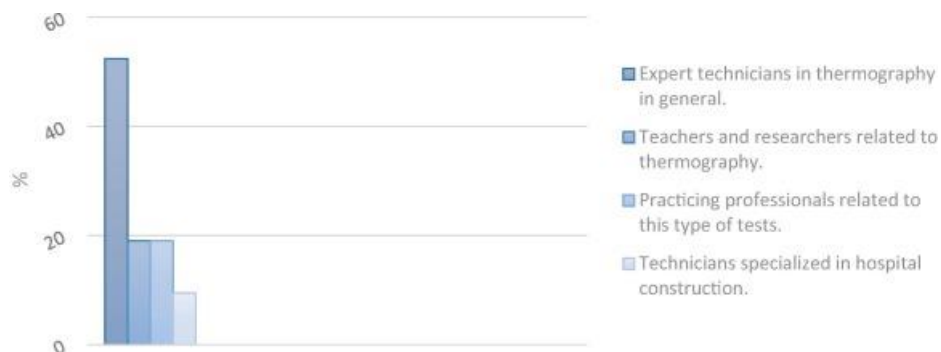 60
40
20
0
%
Expert technicians in thermography
in general.
Teachers and researchers related to
thermography.
Practicing professionals related to
this type of tests.
Technicians specialized in hospital
construction.